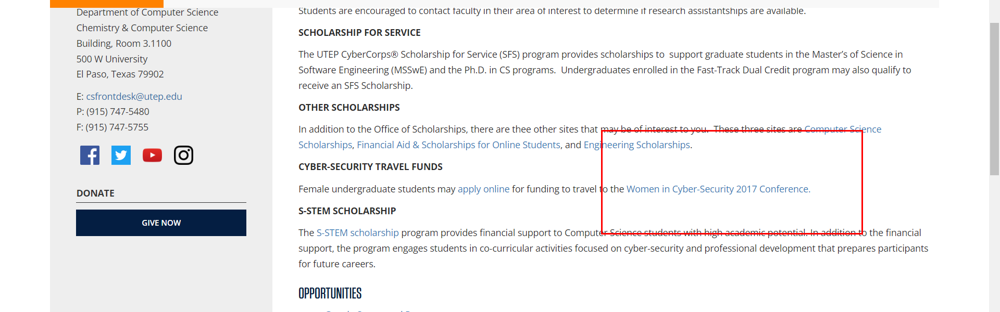 Department of Computer Science
Chemistry & Computer Science
Building, Room 3.1100
500 W University
El Paso, Texas 79902
E: csfrontdesk@utep.edu
P: (915) 747-5480
F: (915) 747-5755
DONATE
GIVE NOW
Students are encouraged to contact faculty in their area of interest to determine if research assistantships are available.
SCHOLARSHIP FOR SERVICE
The UTEP CyberCorps® Scholarship for Service (SFS) program provides scholarships to  support graduate students in the Master’s of Science in
Software Engineering (MSSwE) and the Ph.D. in CS programs.  Undergraduates enrolled in the Fast-Track Dual Credit program may also qualify to
receive an SFS Scholarship.
OTHER SCHOLARSHIPS
In addition to the Office of Scholarships, there are thee other sites that may be of interest to you.  These three sites are Computer Science
Scholarships, Financial Aid & Scholarships for Online Students, and Engineering Scholarships.
CYBER-SECURITY TRAVEL FUNDS
Female undergraduate students may apply online for funding to travel to the Women in Cyber-Security 2017 Conference.
S-STEM SCHOLARSHIP
The S-STEM scholarship program provides financial support to Computer Science students with high academic potential. In addition to the financial
support, the program engages students in co-curricular activities focused on cyber-security and professional development that prepares participants
for future careers.
OPPORTUNITIES